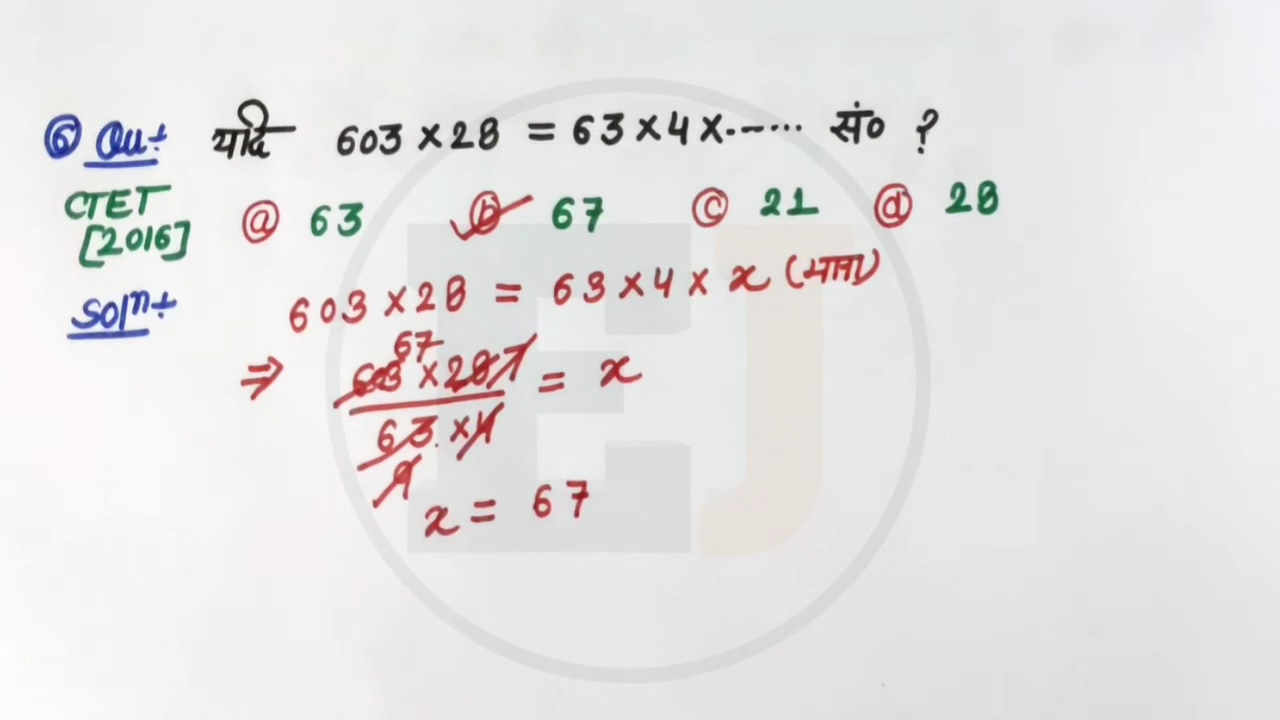 ⑥ Qu÷ यदि 603 × 28 = 63 × 4 × ------ सं० ?
CTET [2016]
ⓐ 63 ⓑ 67 ⓒ 21 ⓓ 28
Solⁿ÷ 603 × 28 = 63 × 4 × x (माना)
67
⇒ 603 × 28 7 = x
63 × 4
9
x = 67
EJ